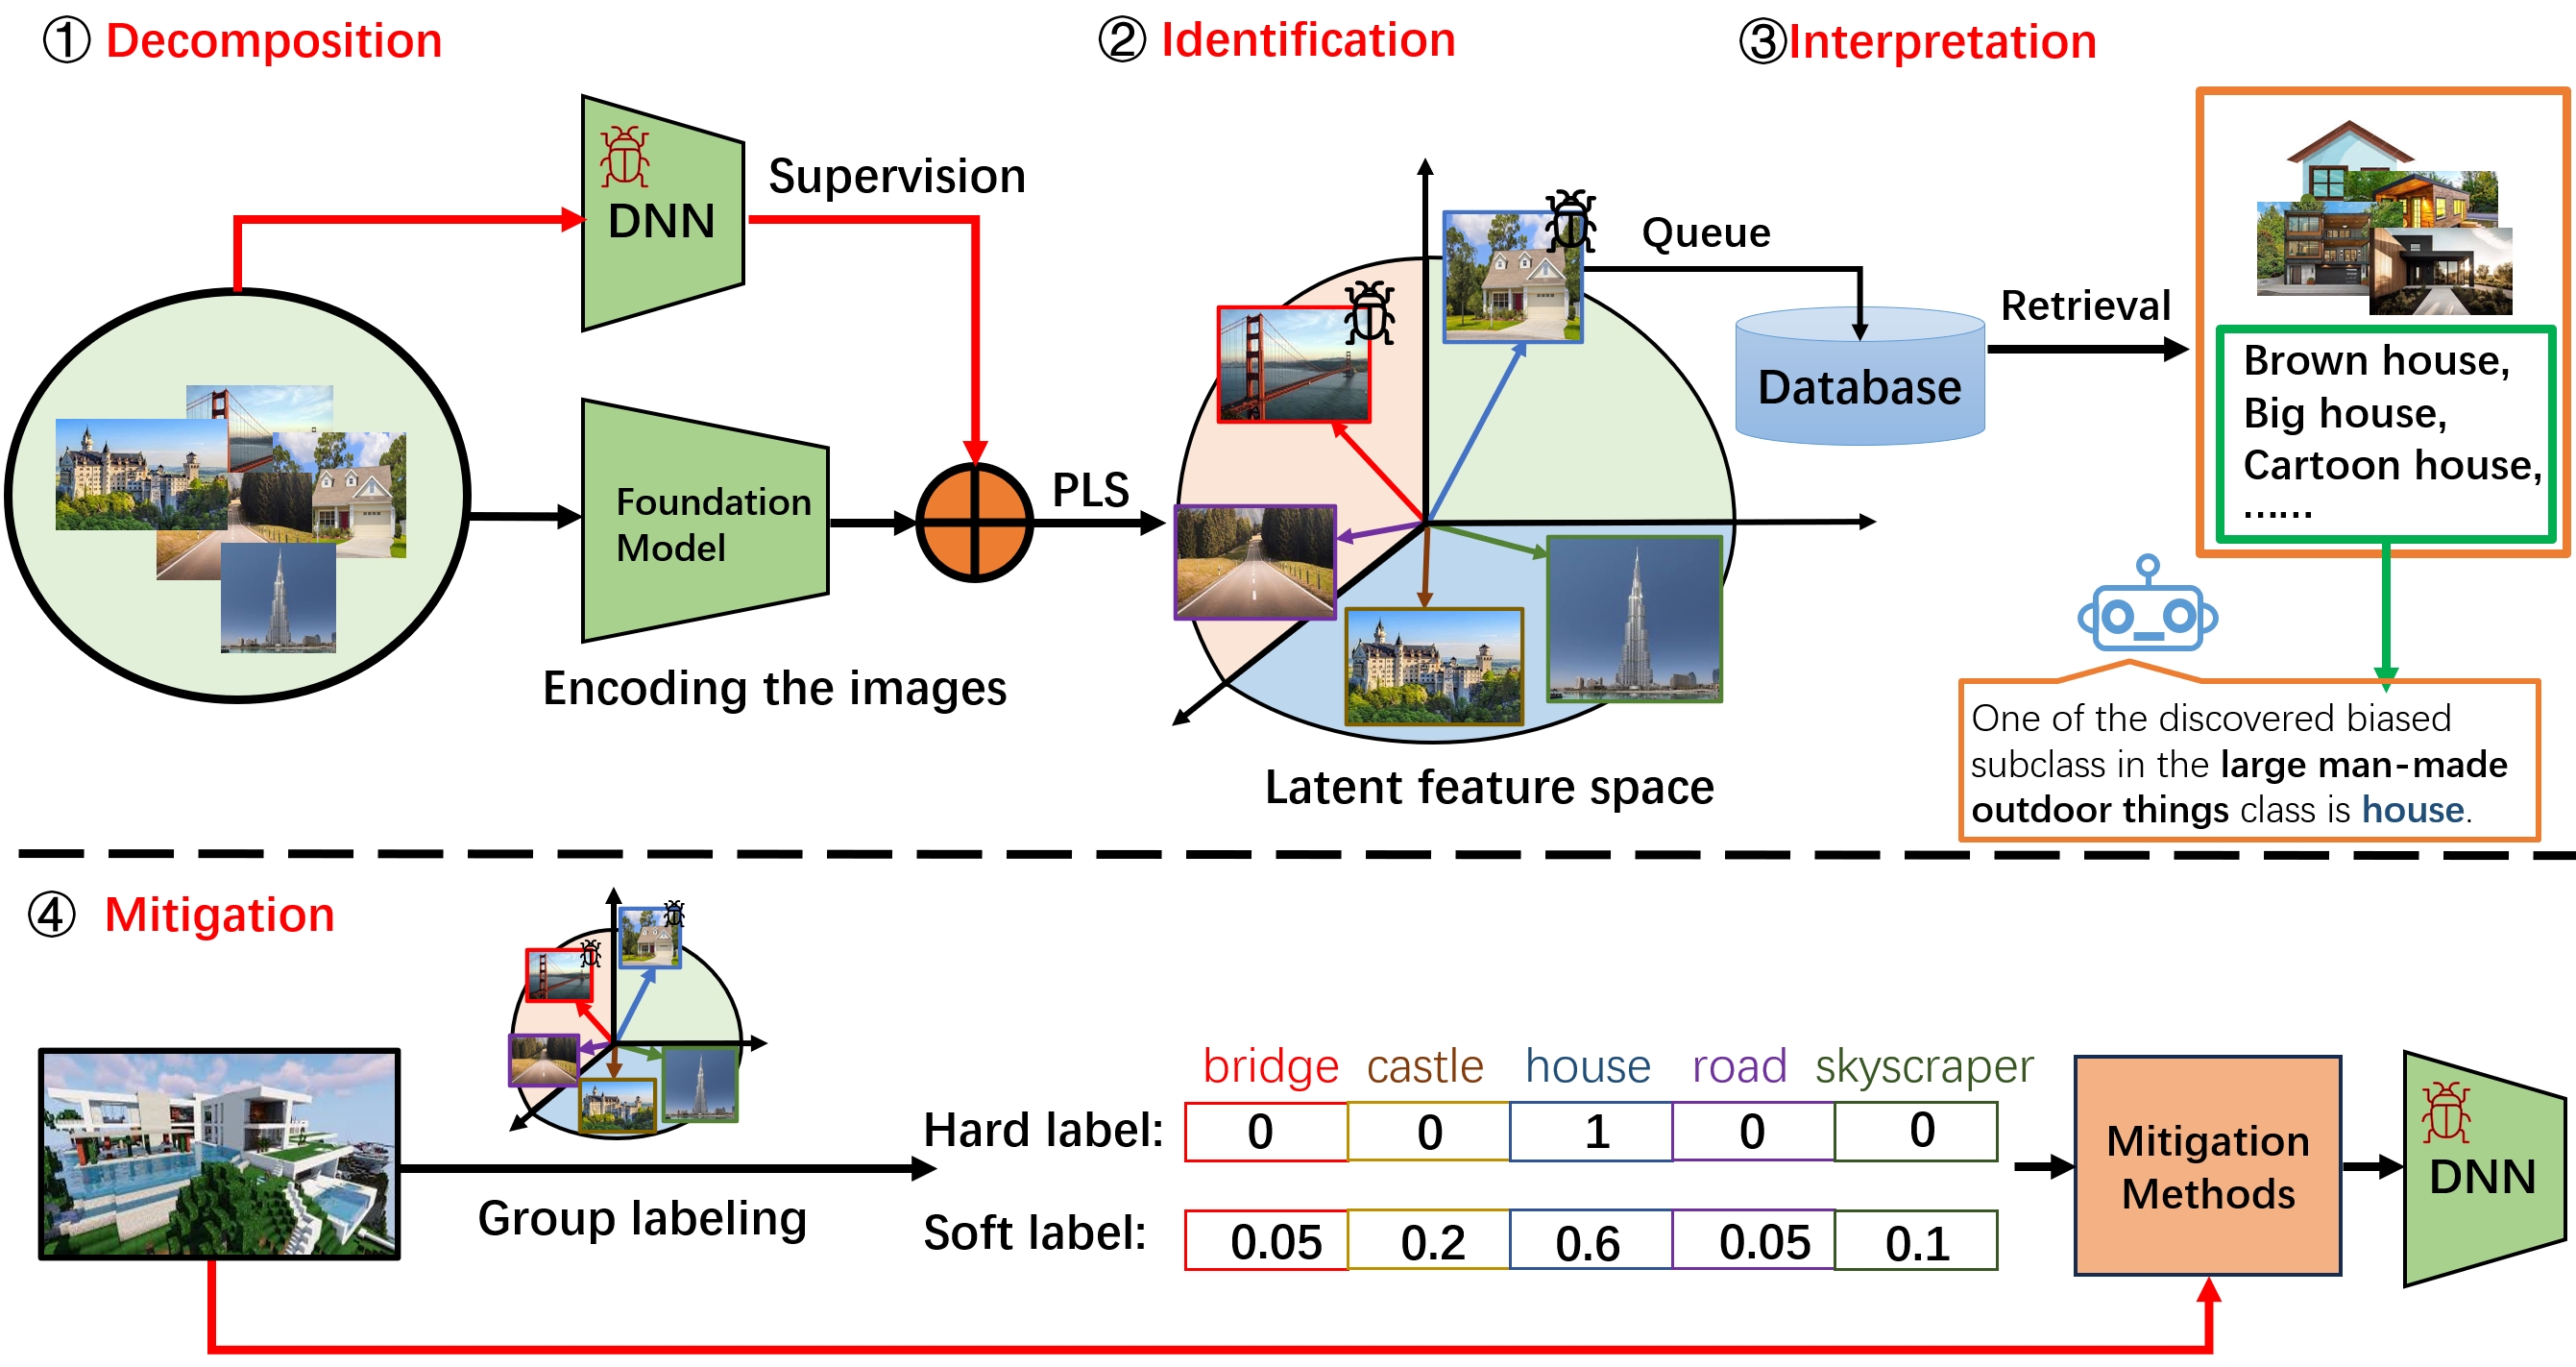 ① Decomposition
② Identification
③Interpretation
DNN
Supervision
Foundation
Model
Encoding the images
PLS
Latent feature space
Queue
Database
Retrieval
Brown house,
Big house,
Cartoon house,
……
One of the discovered biased
subclass in the large man-made
outdoor things class is house.
④ Mitigation
Group labeling
bridge castle house road skyscraper
Hard label: 0 0 1 0 0
Soft label: 0.05 0.2 0.6 0.05 0.1
Mitigation
Methods
DNN